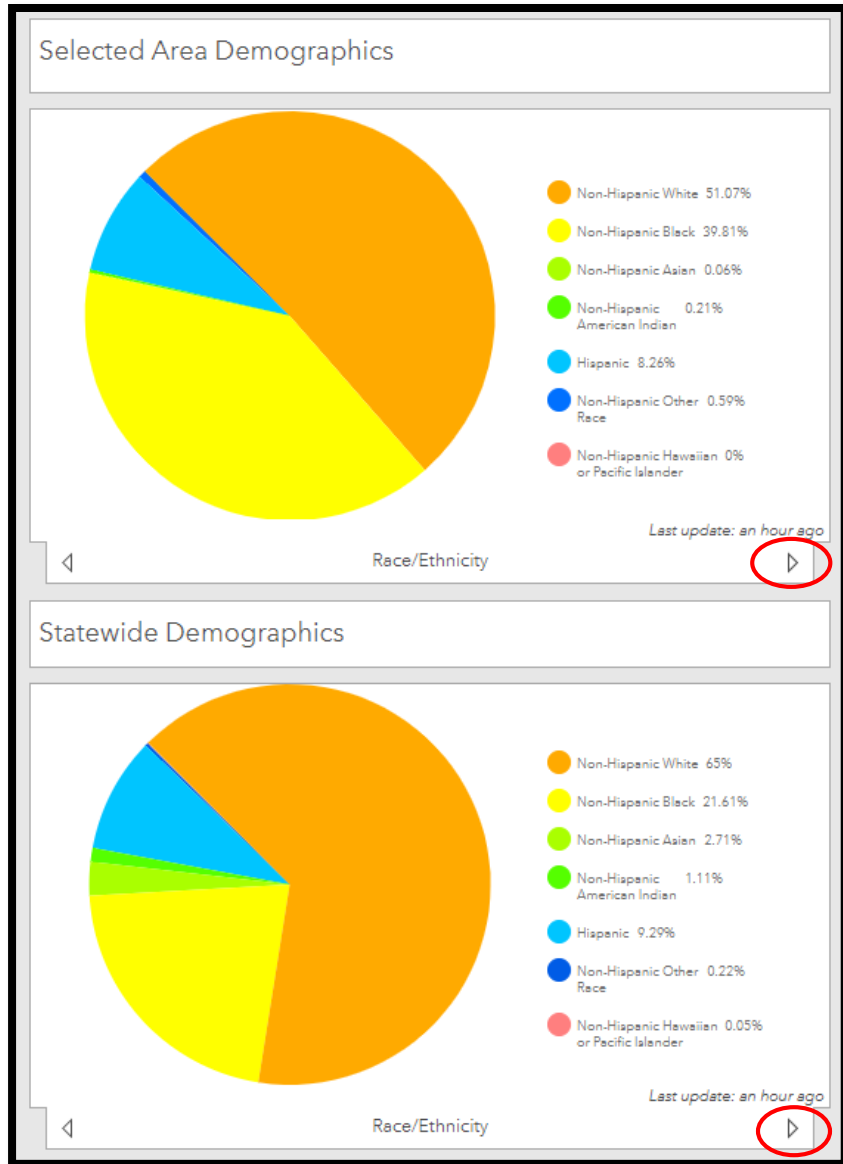 Selected Area Demographics
Non-Hispanic White 51.07%
Non-Hispanic Black 39.81%
Non-Hispanic Asian 0.06%
Non-Hispanic 0.21%
American Indian
Hispanic 8.26%
Non-Hispanic Other 0.59%
Race
Non-Hispanic Hawaiian 0%
or Pacific Islander
Last update: an hour ago
Race/Ethnicity
Statewide Demographics
Non-Hispanic White 65%
Non-Hispanic Black 21.61%
Non-Hispanic Asian 2.71%
Non-Hispanic 1.11%
American Indian
Hispanic 9.29%
Non-Hispanic Other 0.22%
Race
Non-Hispanic Hawaiian 0.05%
or Pacific Islander
Last update: an hour ago
Race/Ethnicity